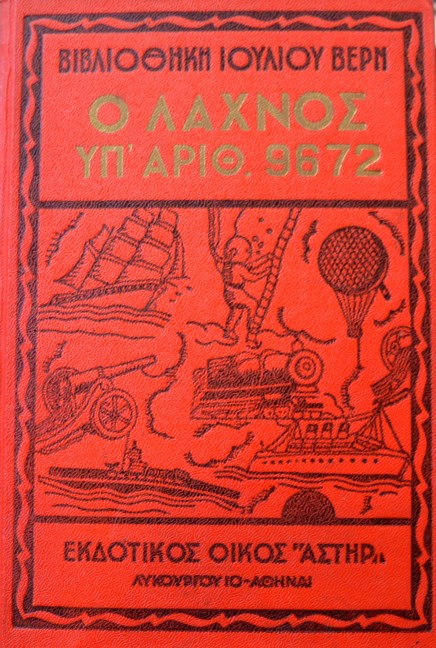 ΒΙΒΛΙΟΘΗΚΗ ΙΟΥΛΙΟΥ ΒΕΡΝ
Ο ΛΑΧΝΟΣ
ΥΠ' ΑΡΙΘ. 9672
ΕΚΔΟΤΙΚΟΣ ΟΙΚΟΣ "ΑΣΤΗΡ„
ΛΥΚΟΥΡΓΟΥ 10-ΑΘΗΝΑΙ